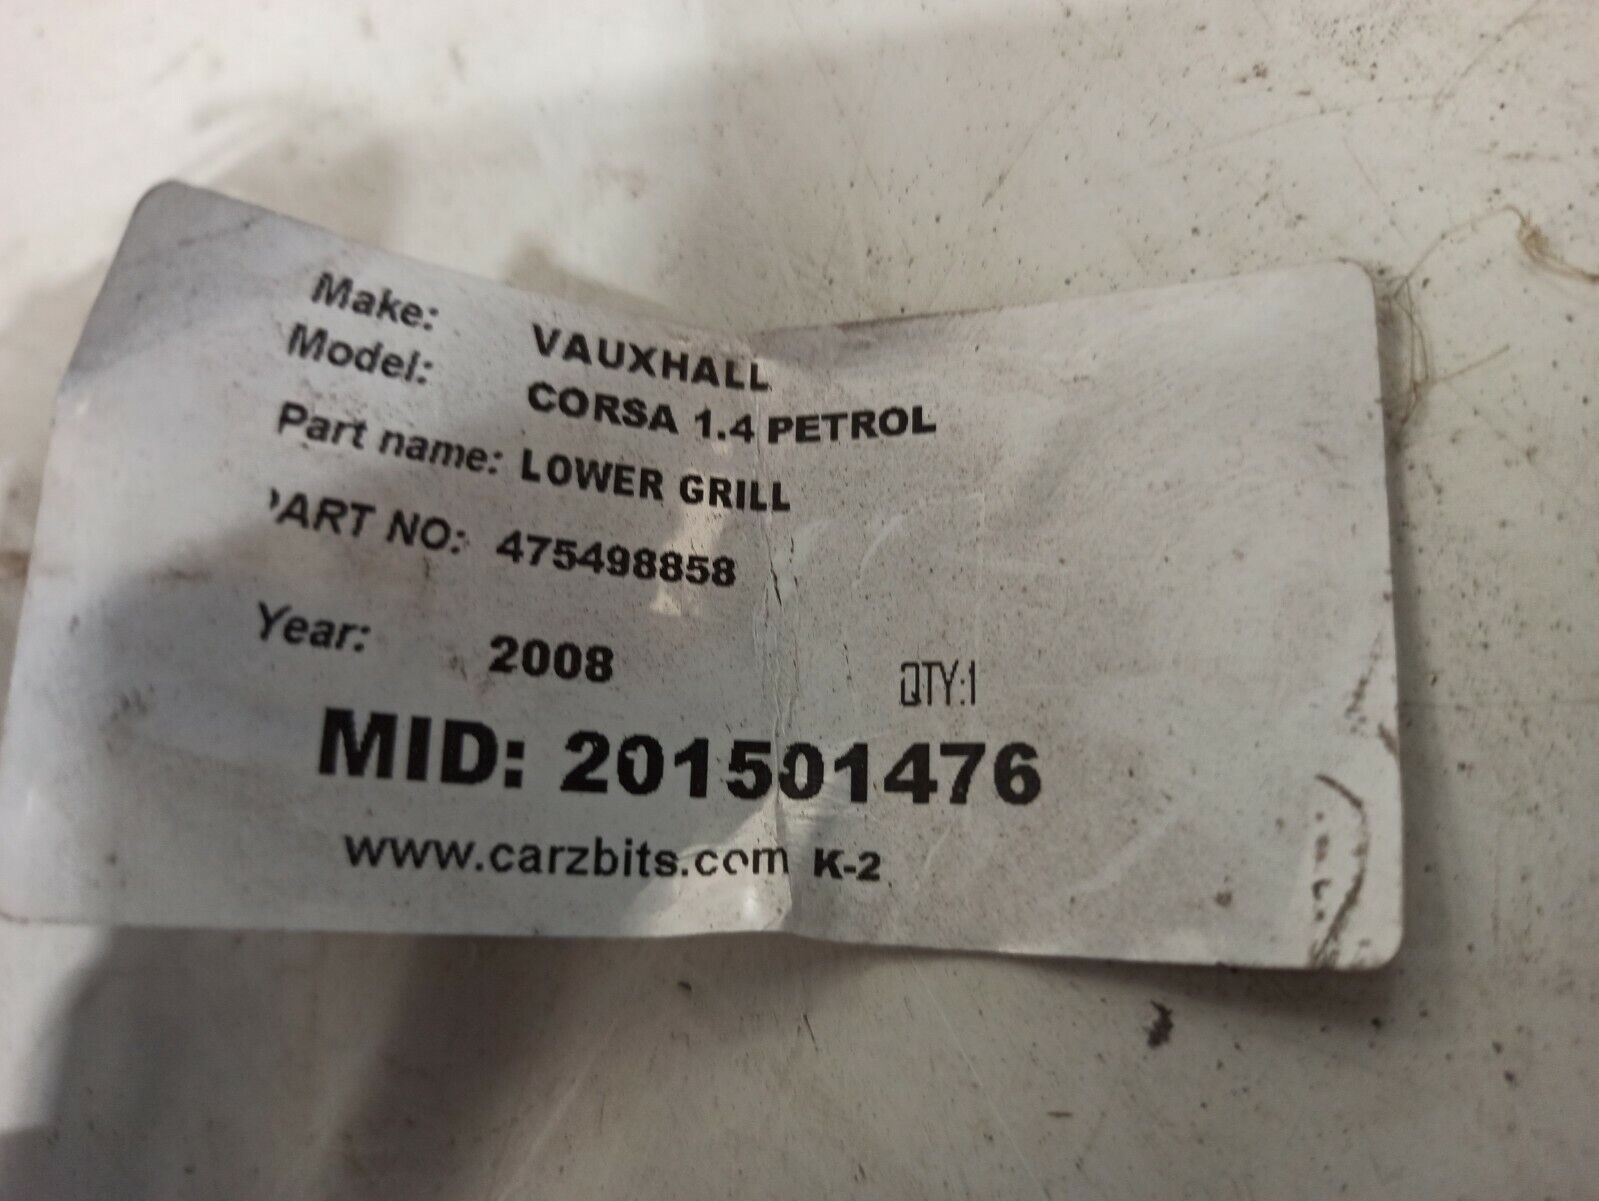 Make: VAUXHALL
Model: CORSA 1.4 PETROL
Part name: LOWER GRILL
PART NO: 475498858
Year: 2008
QTY:1
MID: 201501476
www.carzbits.com K-2